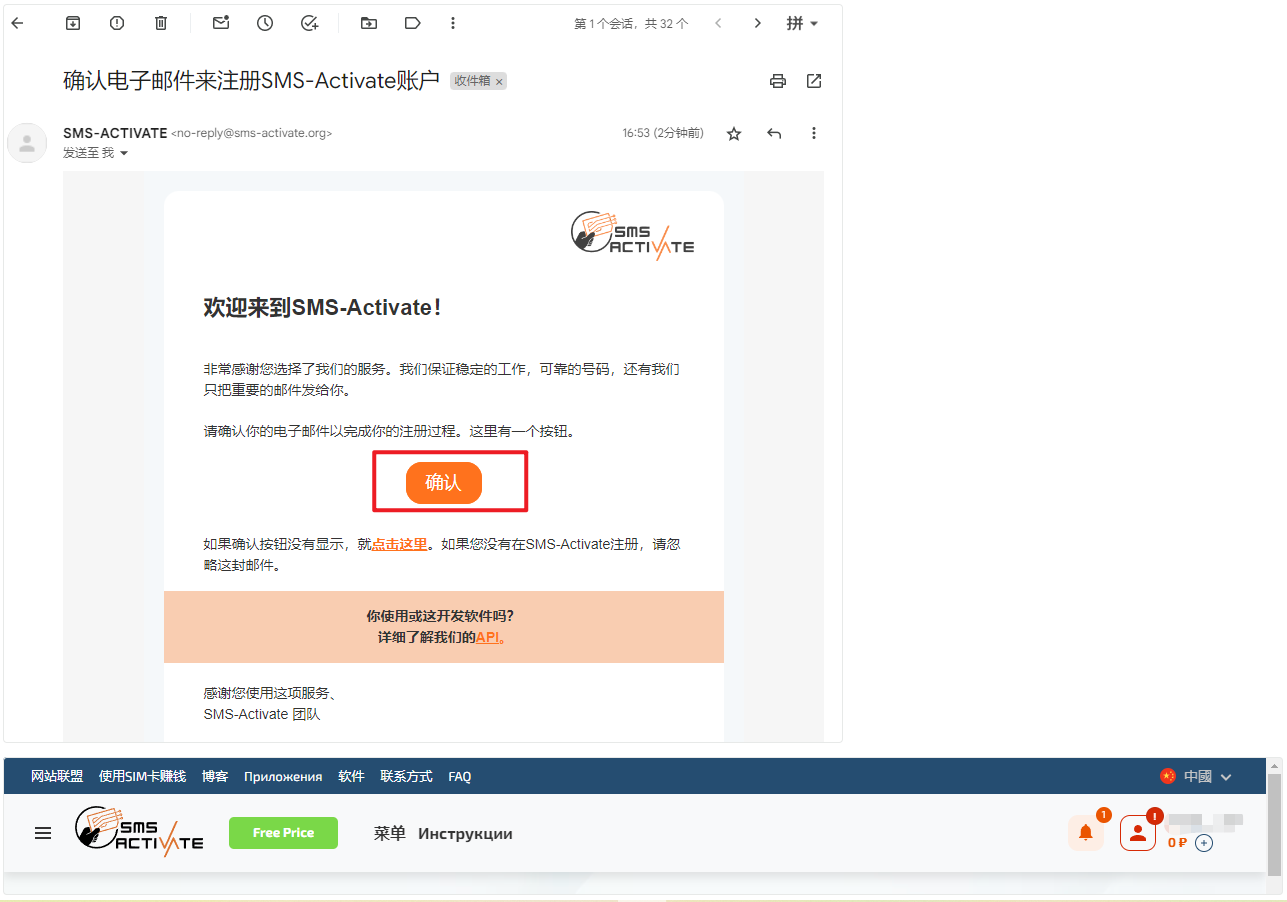 第 1 个会话，共 32 个
拼
确认电子邮件来注册SMS-Activate账户 收件箱 ×
SMS-ACTIVATE <no-reply@sms-activate.org> 16:53 (2分钟前)
发送至 我
SMS
ACTIVATE
欢迎来到SMS-Activate！
非常感谢您选择了我们的服务。我们保证稳定的工作，可靠的号码，还有我们
只把重要的邮件发给你。
请确认你的电子邮件以完成你的注册过程。这里有一个按钮。
确认
如果确认按钮没有显示，就点击这里。如果您没有在SMS-Activate注册，请忽
略这封邮件。
你使用或这开发软件吗？
详细了解我们的API。
感谢您使用这项服务、
SMS-Activate 团队
网站联盟 使用SIM卡赚钱 博客 Приложения 软件 联系方式 FAQ 中國
SMS
ACTIVATE
Free Price 菜单 Инструкции 1 !
0 ₽